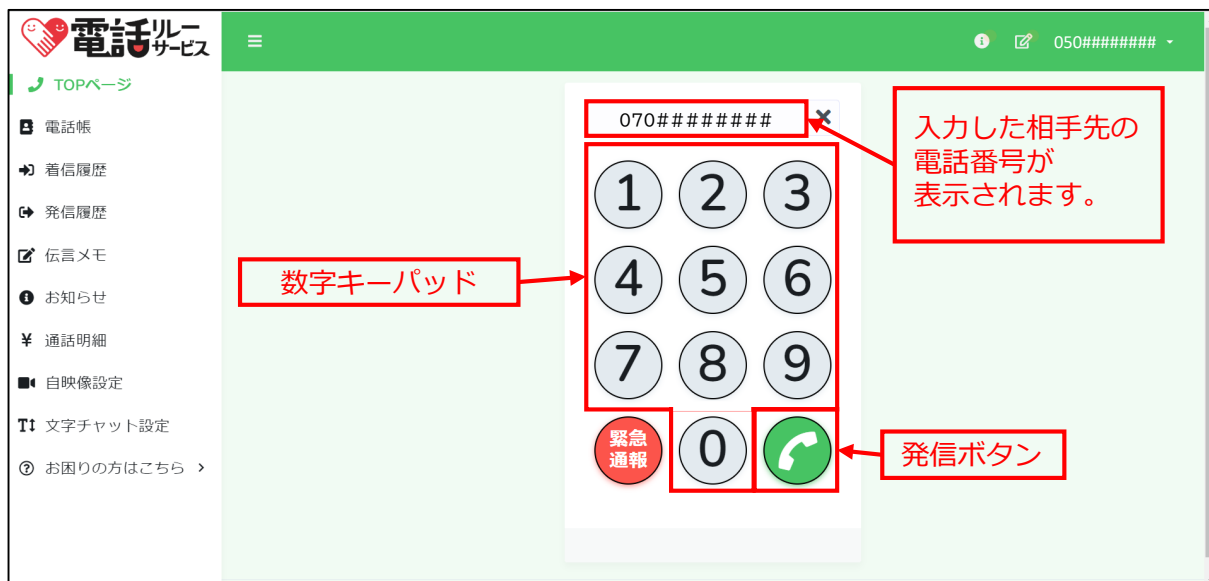 電話リレーサービス
050########
TOPページ
電話帳
着信履歴
発信履歴
伝言メモ
お知らせ
¥ 通話明細
自映像設定
文字チャット設定
お困りの方はこちら
070########
入力した相手先の
電話番号が
表示されます。
1 2 3
数字キーパッド
4 5 6
7 8 9
緊急
通報
0
発信ボタン